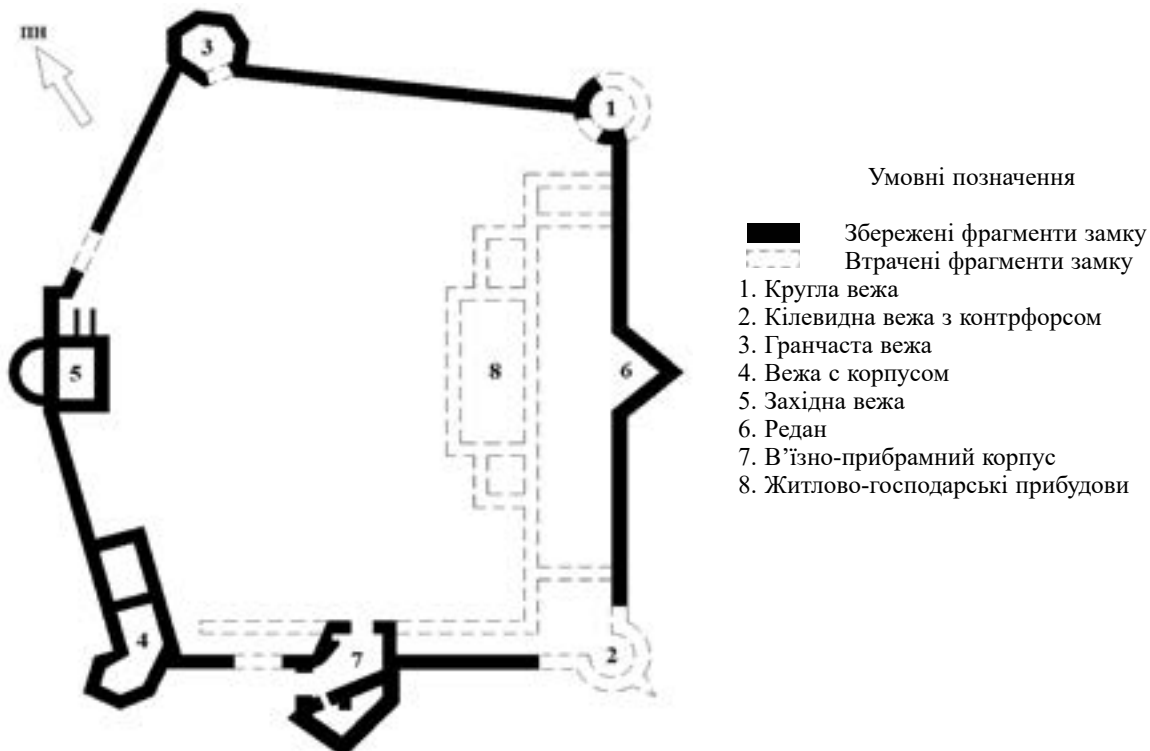 ПН
3
1
5
8
6
4
7
2
Умовні позначення
Збережені фрагменти замку
Втрачені фрагменти замку
1. Кругла вежа
2. Кілевидна вежа з контрфорсом
3. Гранчаста вежа
4. Вежа с корпусом
5. Західна вежа
6. Редан
7. В’їзно-прибрамний корпус
8. Житлово-господарські прибудови